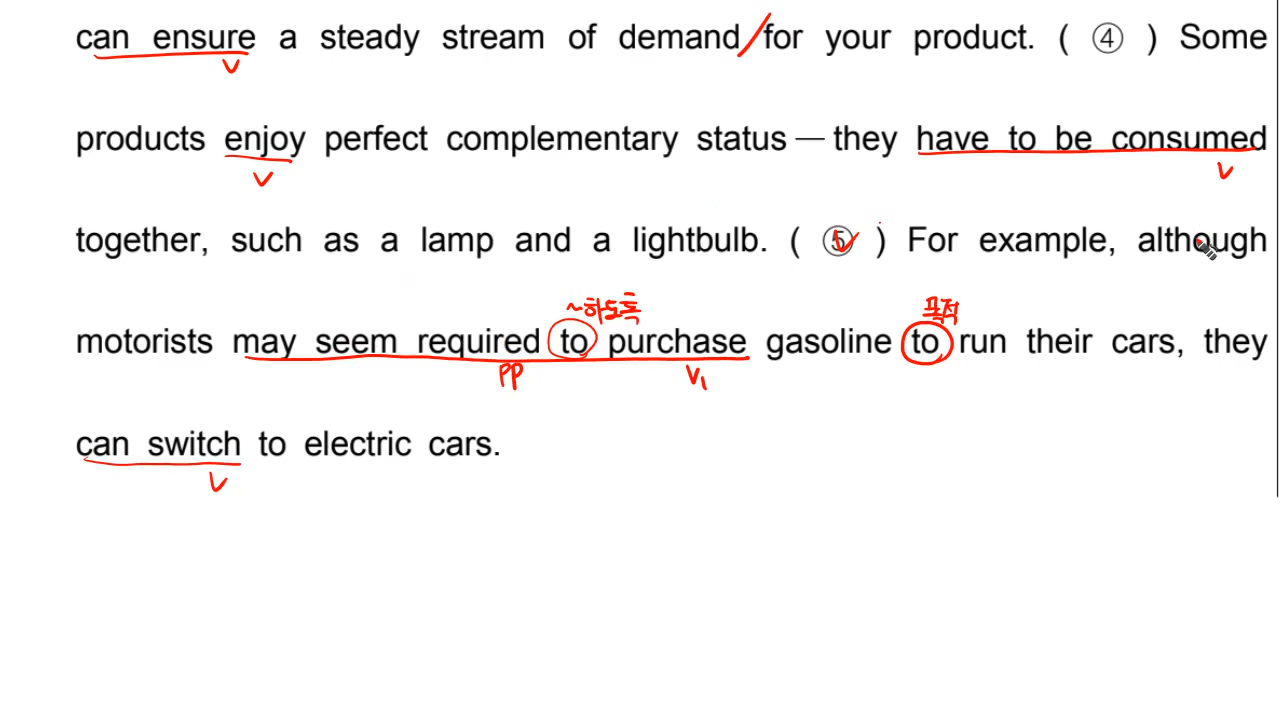 can ensure a steady stream of demand for your product. ( ④ ) Some
V
products enjoy perfect complementary status — they have to be consumed
V V
together, such as a lamp and a lightbulb. ( ⑤ ) For example, although
~하도록 목적
motorists may seem required to purchase gasoline to run their cars, they
PP V₁
can switch to electric cars.
V